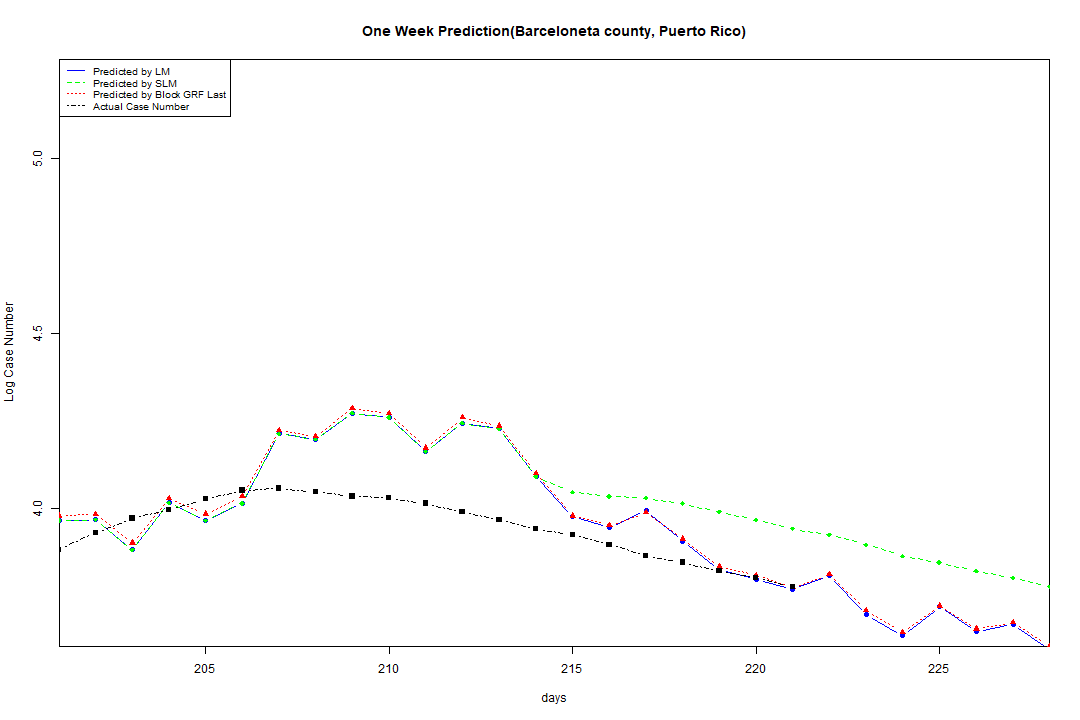 One Week Prediction(Barceloneta county, Puerto Rico)
Predicted by LM
Predicted by SLM
Predicted by Block GRF Last
Actual Case Number
5.0
4.5
4.0
Log Case Number
205 210 215 220 225
days